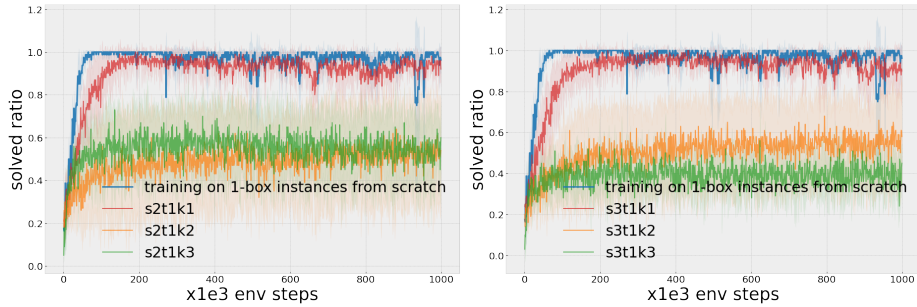 1.2
1.0
0.8
0.6
0.4
0.2
0.0
solved ratio
training on 1-box instances from scratch
s2t1k1
s2t1k2
s2t1k3
0 200 400 600 800 1000
x1e3 env steps
1.2
1.0
0.8
0.6
0.4
0.2
0.0
solved ratio
training on 1-box instances from scratch
s3t1k1
s3t1k2
s3t1k3
0 200 400 600 800 1000
x1e3 env steps